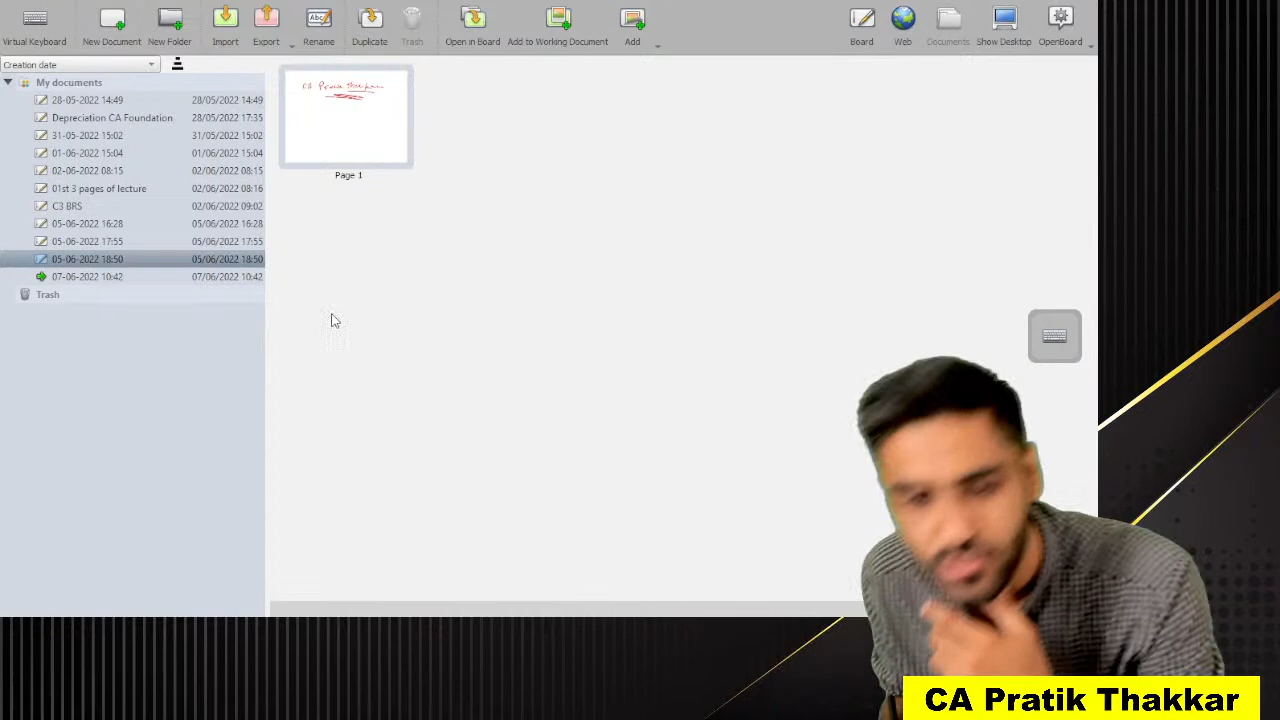 Virtual Keyboard New Document New Folder Import Export Rename Duplicate Trash Open in Board Add to Working Document Add Board Web Documents Show Desktop OpenBoard
Creation date
My documents
28-05-2022 14:49 28/05/2022 14:49
Depreciation CA Foundation 28/05/2022 17:35
31-05-2022 15:02 31/05/2022 15:02
01-06-2022 15:04 01/06/2022 15:04
02-06-2022 08:15 02/06/2022 08:15
01st 3 pages of lecture 02/06/2022 08:16
C3 BRS 02/06/2022 09:02
05-06-2022 16:28 05/06/2022 16:28
05-06-2022 17:55 05/06/2022 17:55
05-06-2022 18:50 05/06/2022 18:50
07-06-2022 10:42 07/06/2022 10:42
Trash
Abc
CA
Page 1
CA Pratik Thakkar